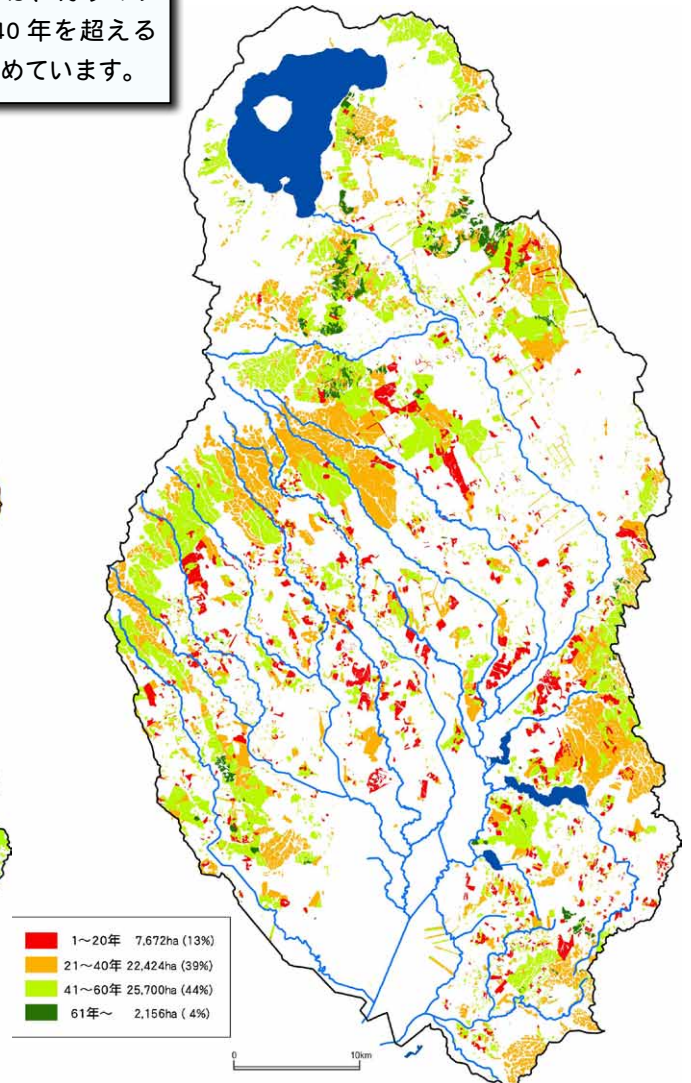 40 年を超える
めています。
1~20年 7,672ha (13%)
21~40年 22,424ha (39%)
41~60年 25,700ha (44%)
61年~ 2,156ha ( 4%)
0 10km